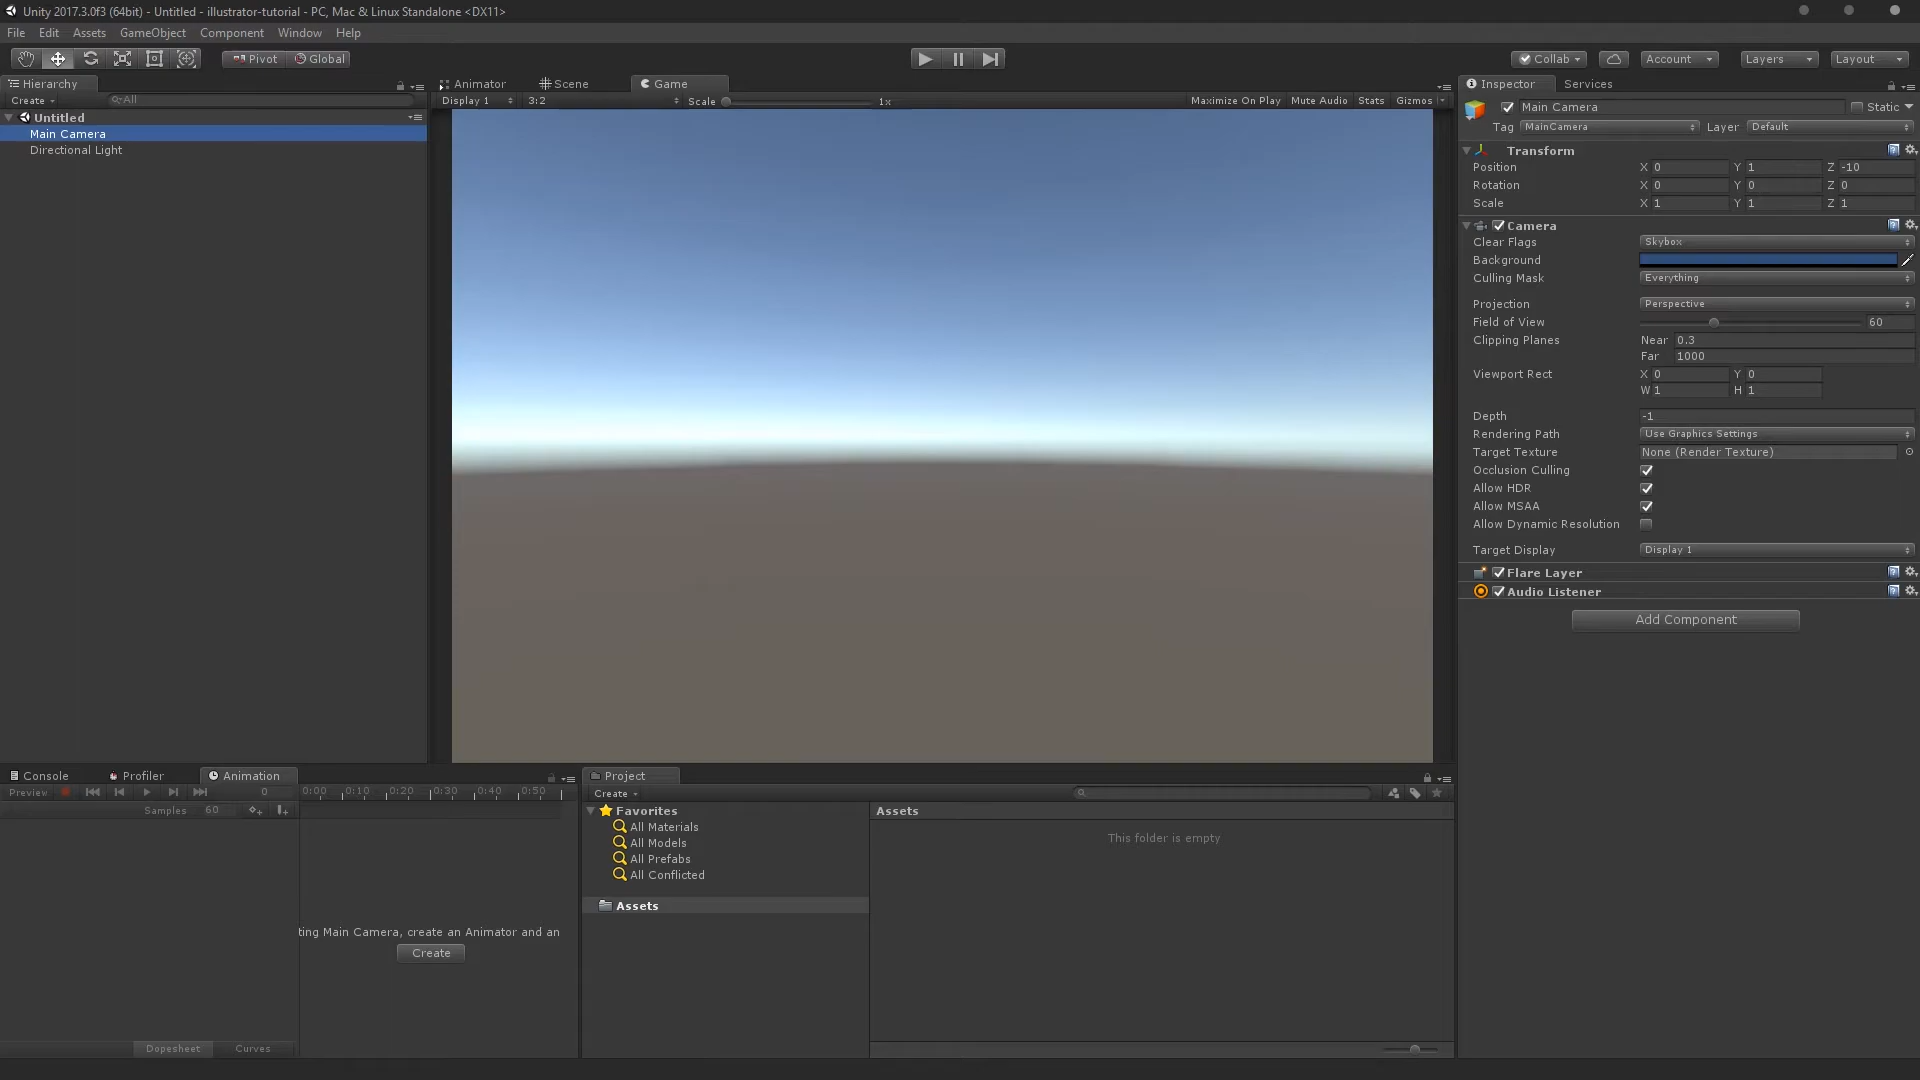 Unity 2017.3.0f3 (64bit) - Untitled - illustrator-tutorial - PC, Mac & Linux Standalone <DX11>
File Edit Assets GameObject Component Window Help
Pivot Global Collab Account Layers Layout
Hierarchy
Create All
Untitled
Main Camera
Directional Light
Animator Scene Game
Display 1 3:2 Scale 1x Maximize On Play Mute Audio Stats Gizmos
Inspector Services
Main Camera Static
Tag MainCamera Layer Default
Transform
Position X 0 Y 1 Z -10
Rotation X 0 Y 0 Z 0
Scale X 1 Y 1 Z 1
Camera
Clear Flags Skybox
Background
Culling Mask Everything
Projection Perspective
Field of View 60
Clipping Planes Near 0.3
Far 1000
Viewport Rect X 0 Y 0
W 1 H 1
Depth -1
Rendering Path Use Graphics Settings
Target Texture None (Render Texture)
Occlusion Culling
Allow HDR
Allow MSAA
Allow Dynamic Resolution
Target Display Display 1
Flare Layer
Audio Listener
Add Component
Console Profiler Animation
Preview 0 0:00 0:10 0:20 0:30 0:40 0:50
Samples 60
ting Main Camera, create an Animator and an
Create
Dopesheet Curves
Project
Create
Favorites
All Materials
All Models
All Prefabs
All Conflicted
Assets
Assets
This folder is empty